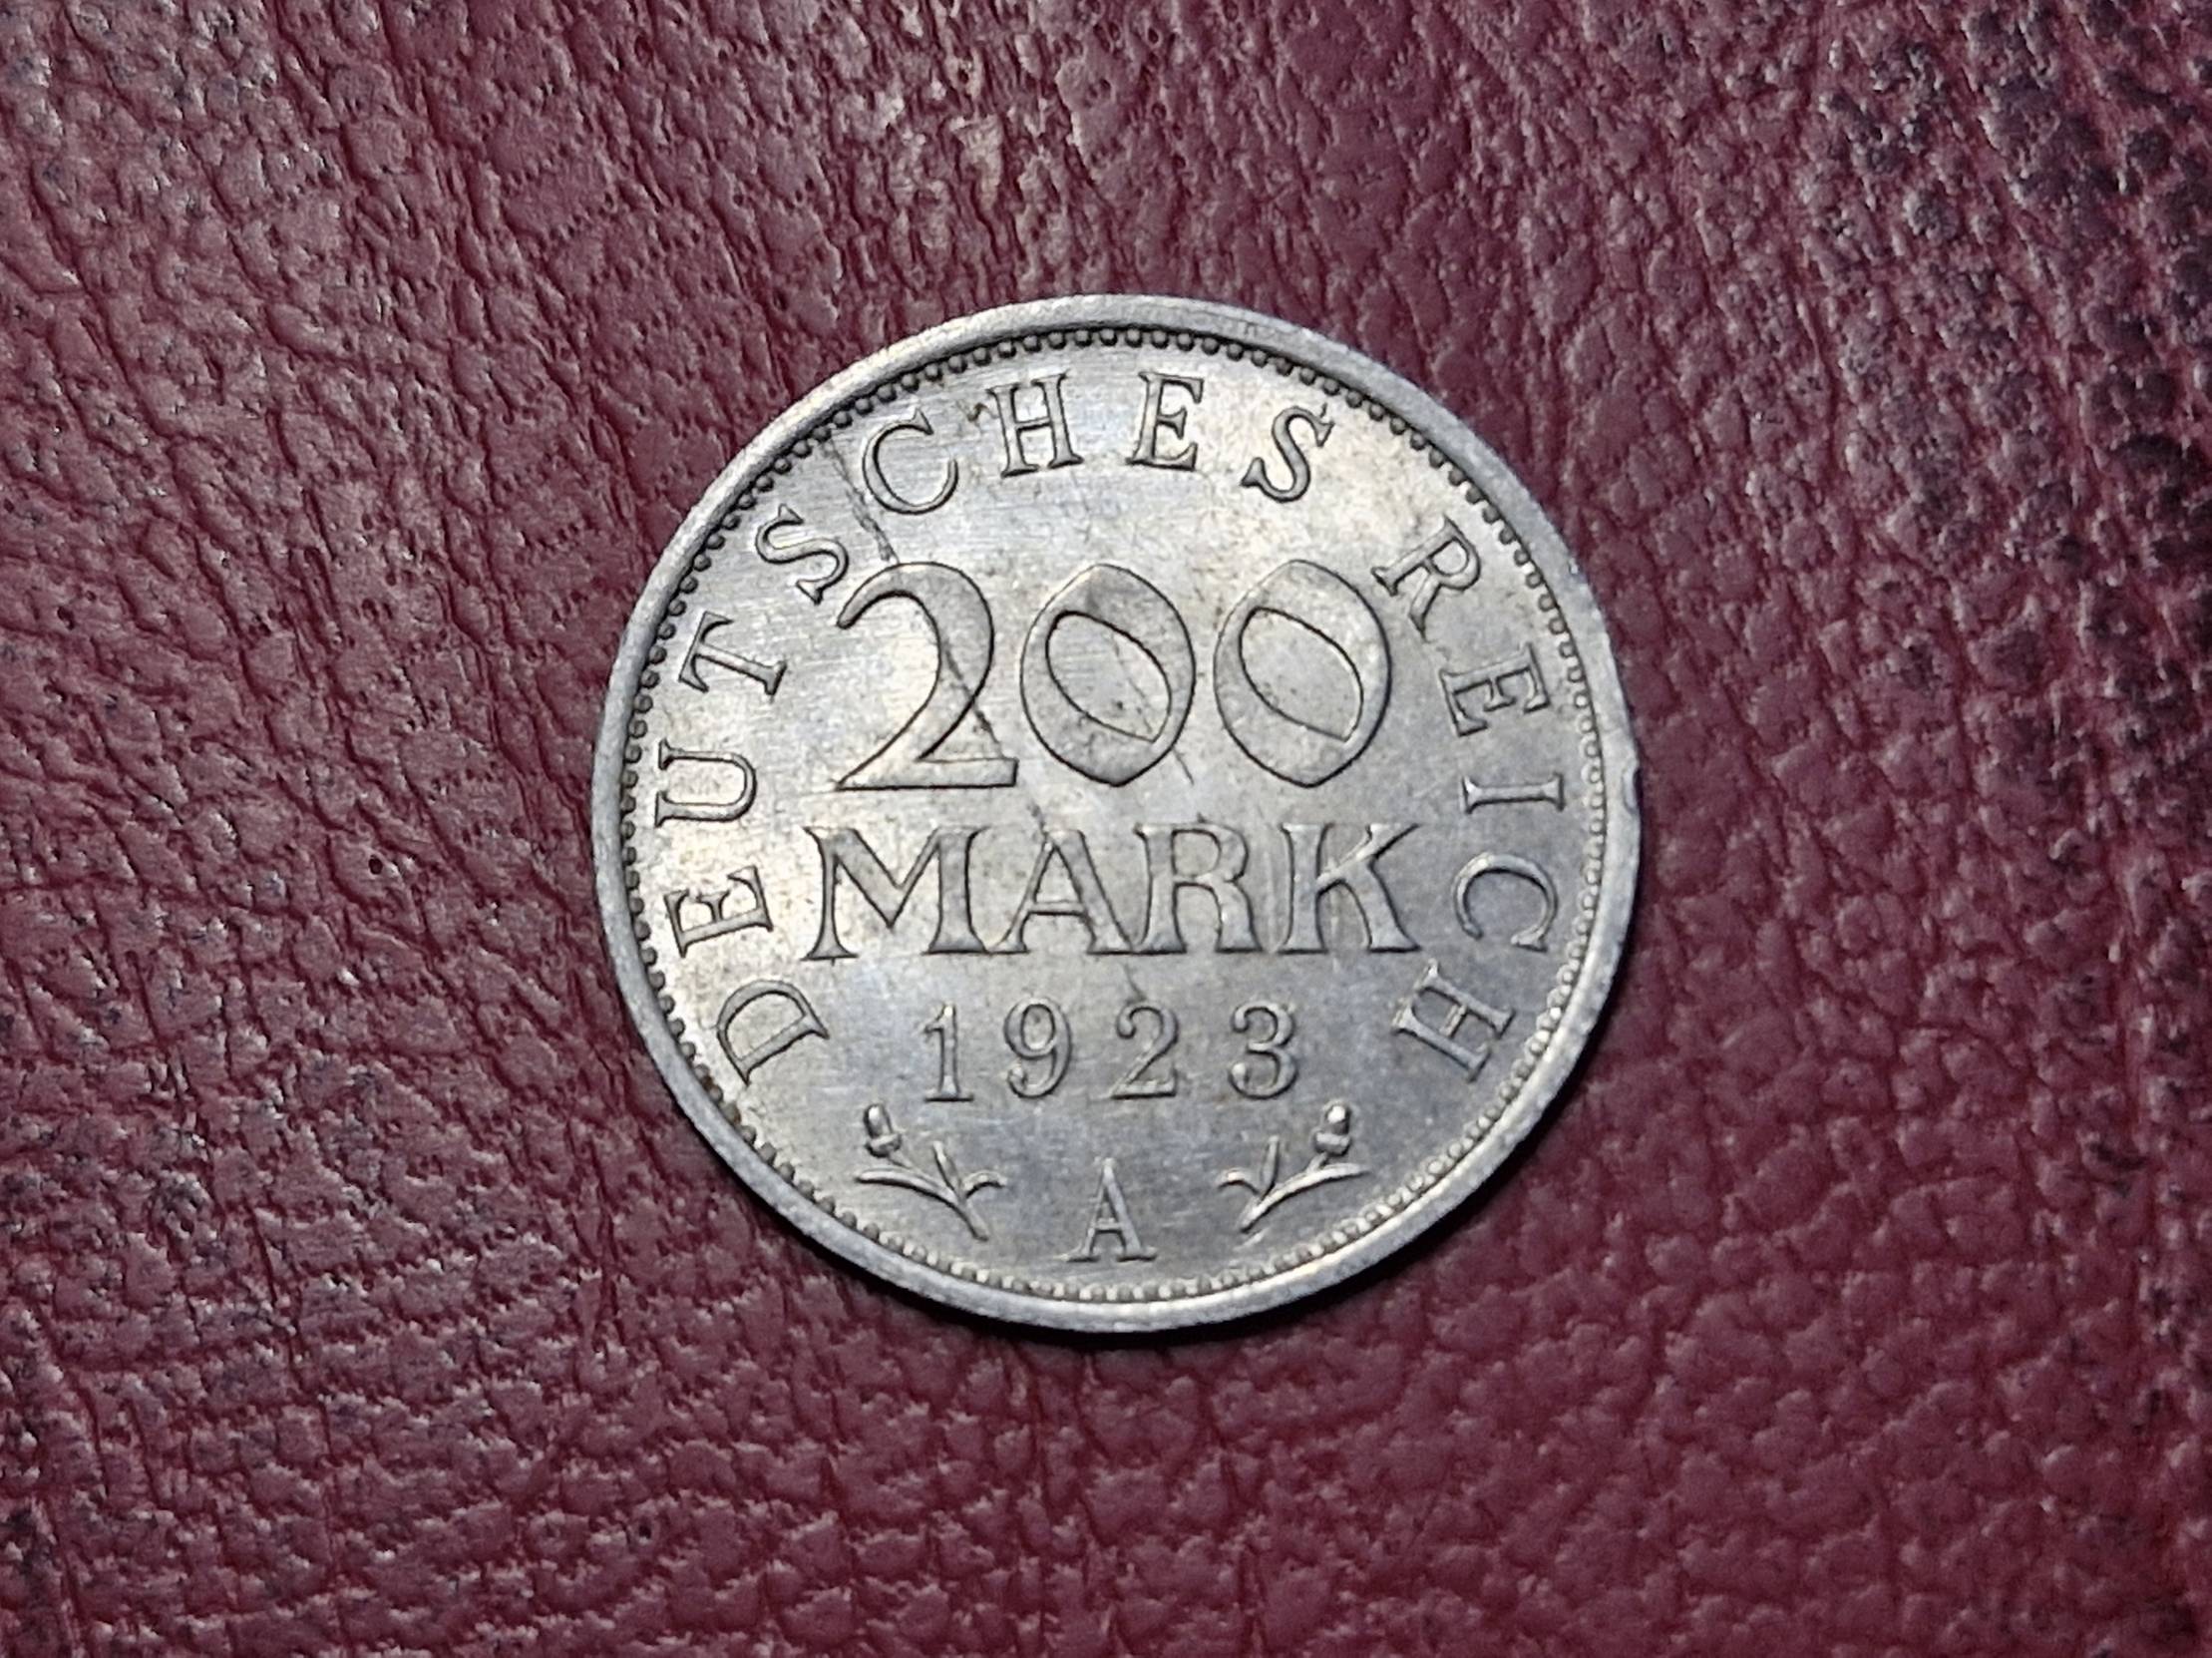 DEUTSCHES REICH
200
MARK
1923
A